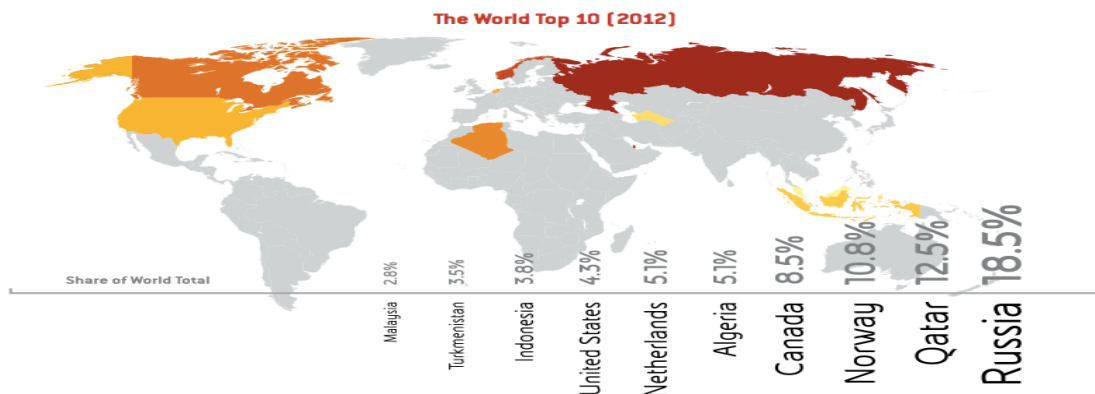 The World Top 10 (2012)
Share of World Total
2.8%
3.5%
3.8%
4.3%
5.1%
5.1%
8.5%
10.8%
12.5%
18.5%
Malaysia
Turkmenistan
Indonesia
United States
Netherlands
Algeria
Canada
Norway
Qatar
Russia